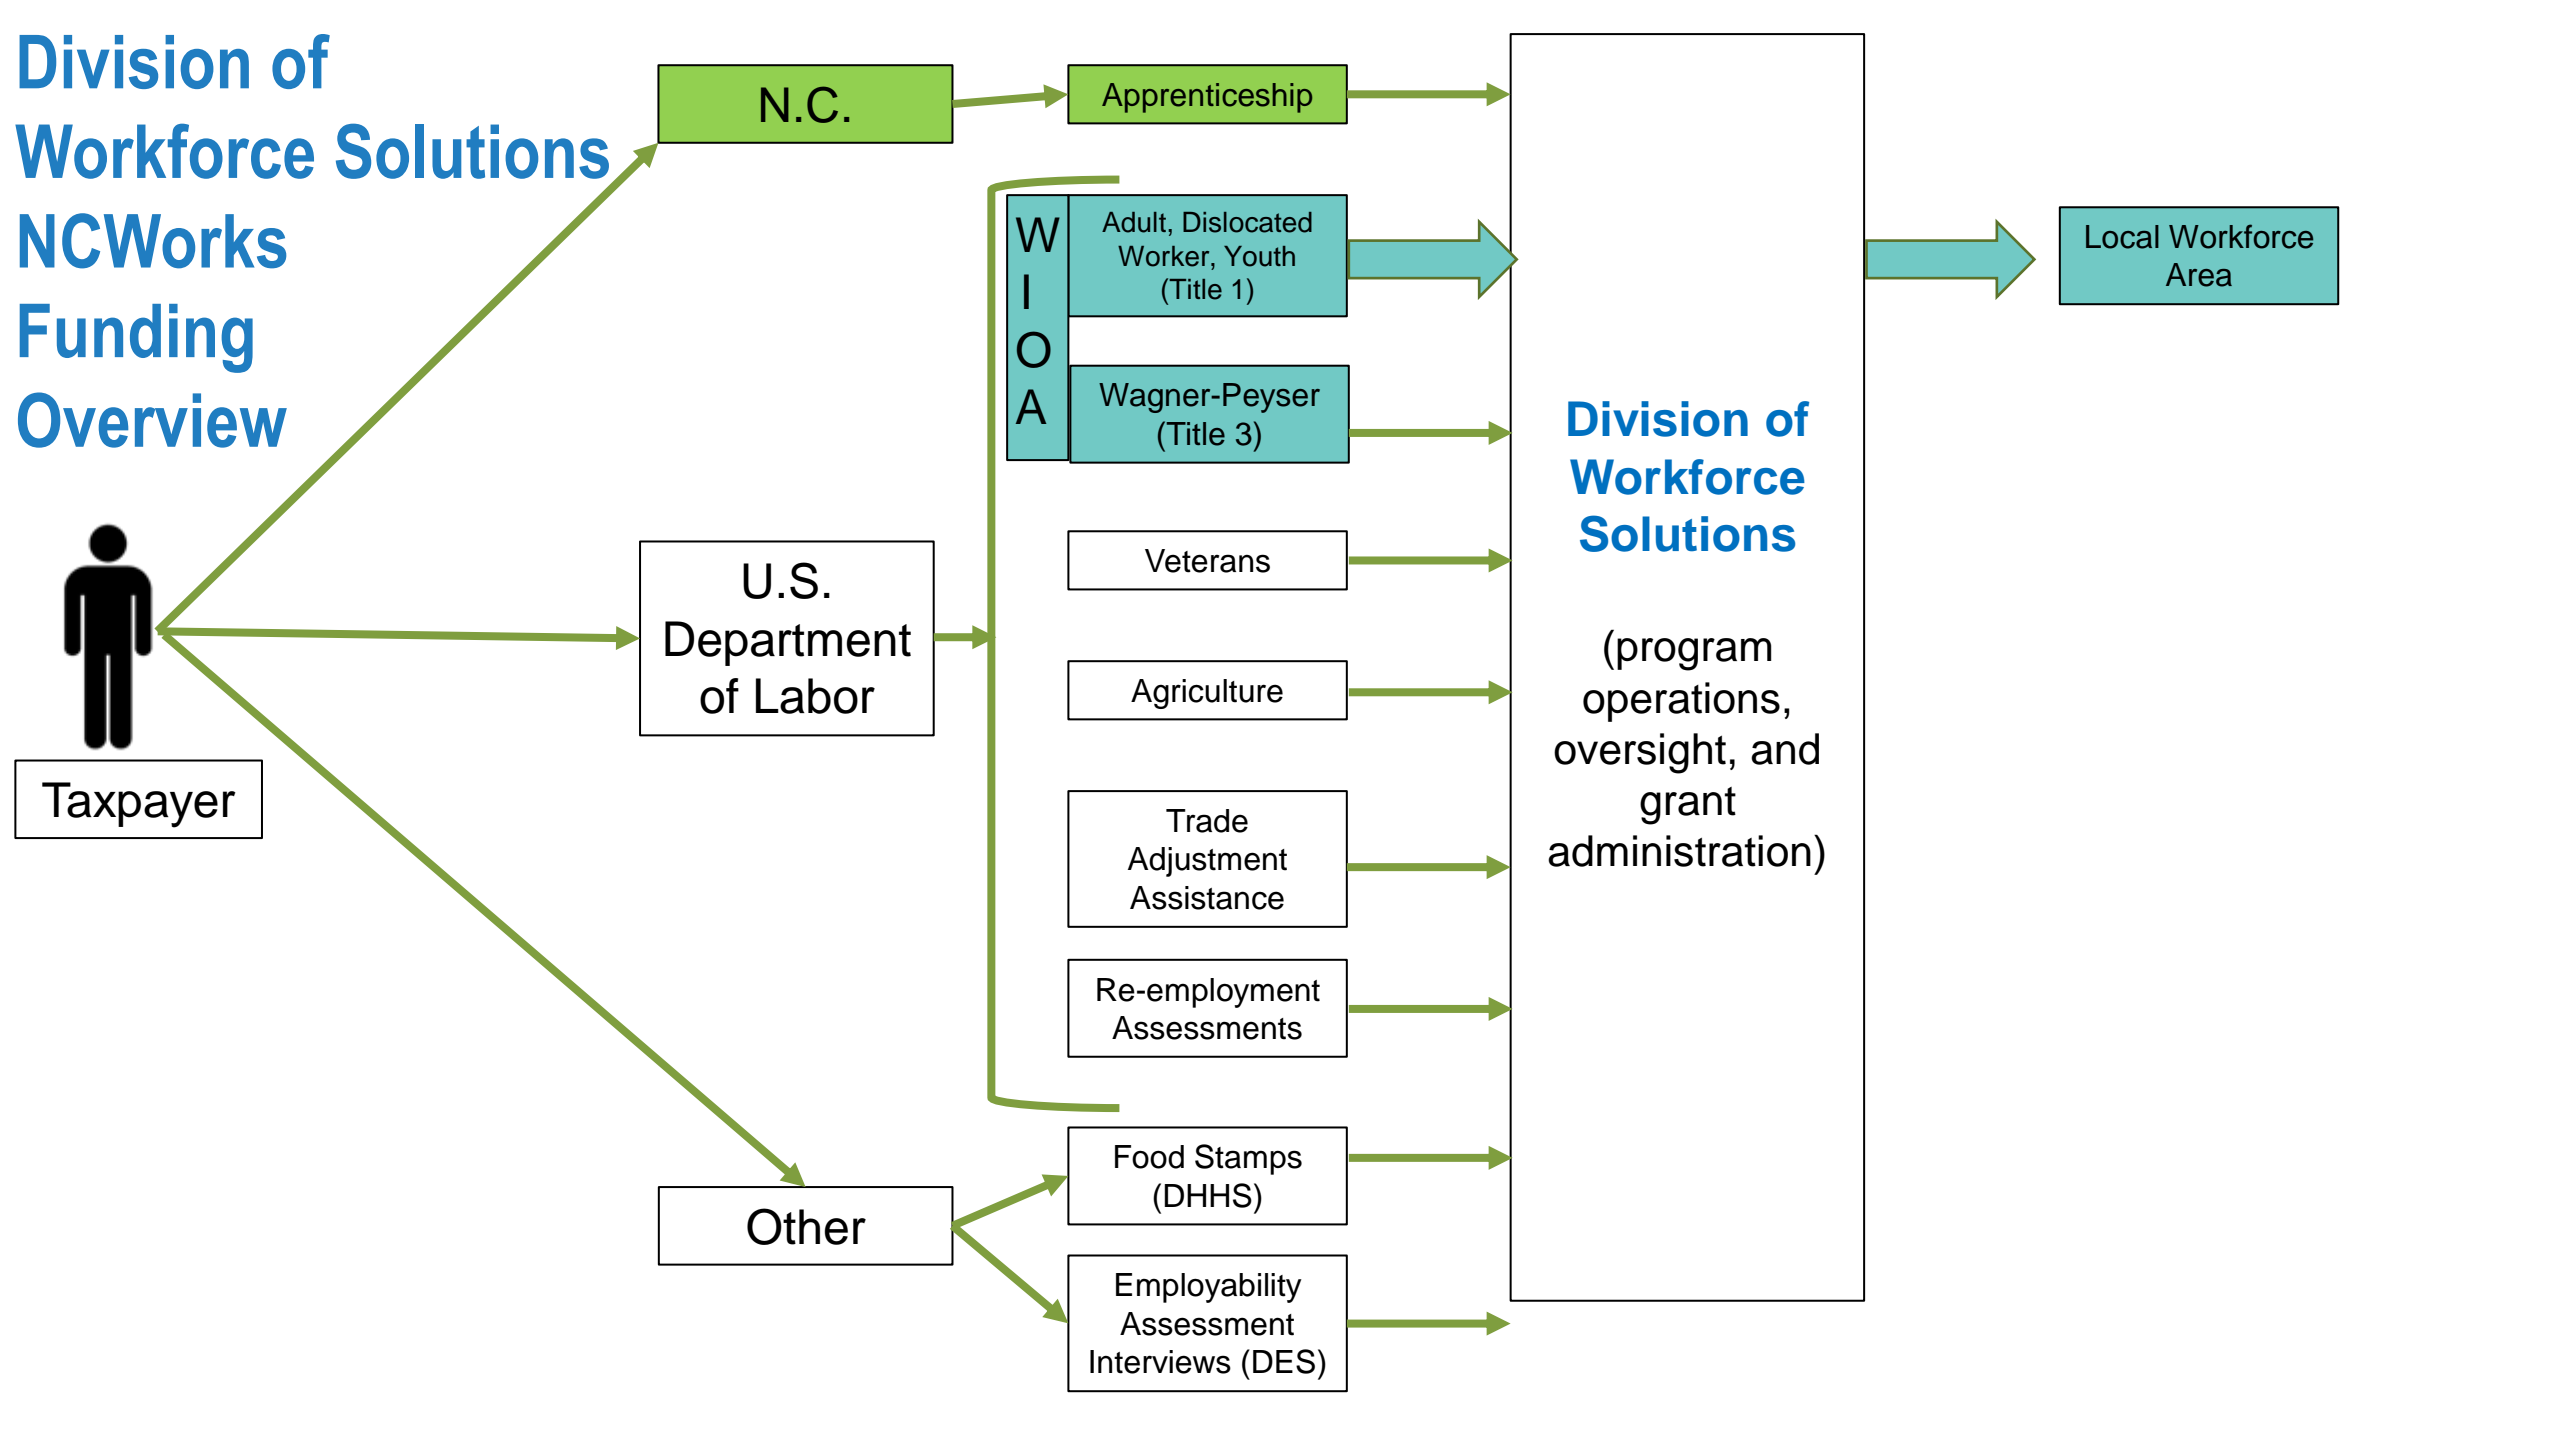 Division of
Workforce Solutions
NCWorks
Funding
Overview
Taxpayer
N.C.
U.S.
Department
of Labor
Other
Apprenticeship
W
I
O
A
Adult, Dislocated
Worker, Youth
(Title 1)
Wagner-Peyser
(Title 3)
Veterans
Agriculture
Trade
Adjustment
Assistance
Re-employment
Assessments
Food Stamps
(DHHS)
Employability
Assessment
Interviews (DES)
Division of
Workforce
Solutions
(program
operations,
oversight, and
grant
administration)
Local Workforce
Area